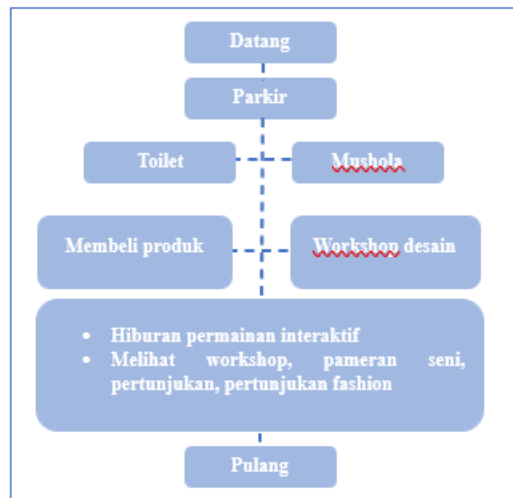 Datang
Parkir
Toilet
Mushola
Membeli produk
Workshop desain
• Hiburan permainan interaktif
• Melihat workshop, pameran seni,
pertunjukan, pertunjukan fashion
Pulang